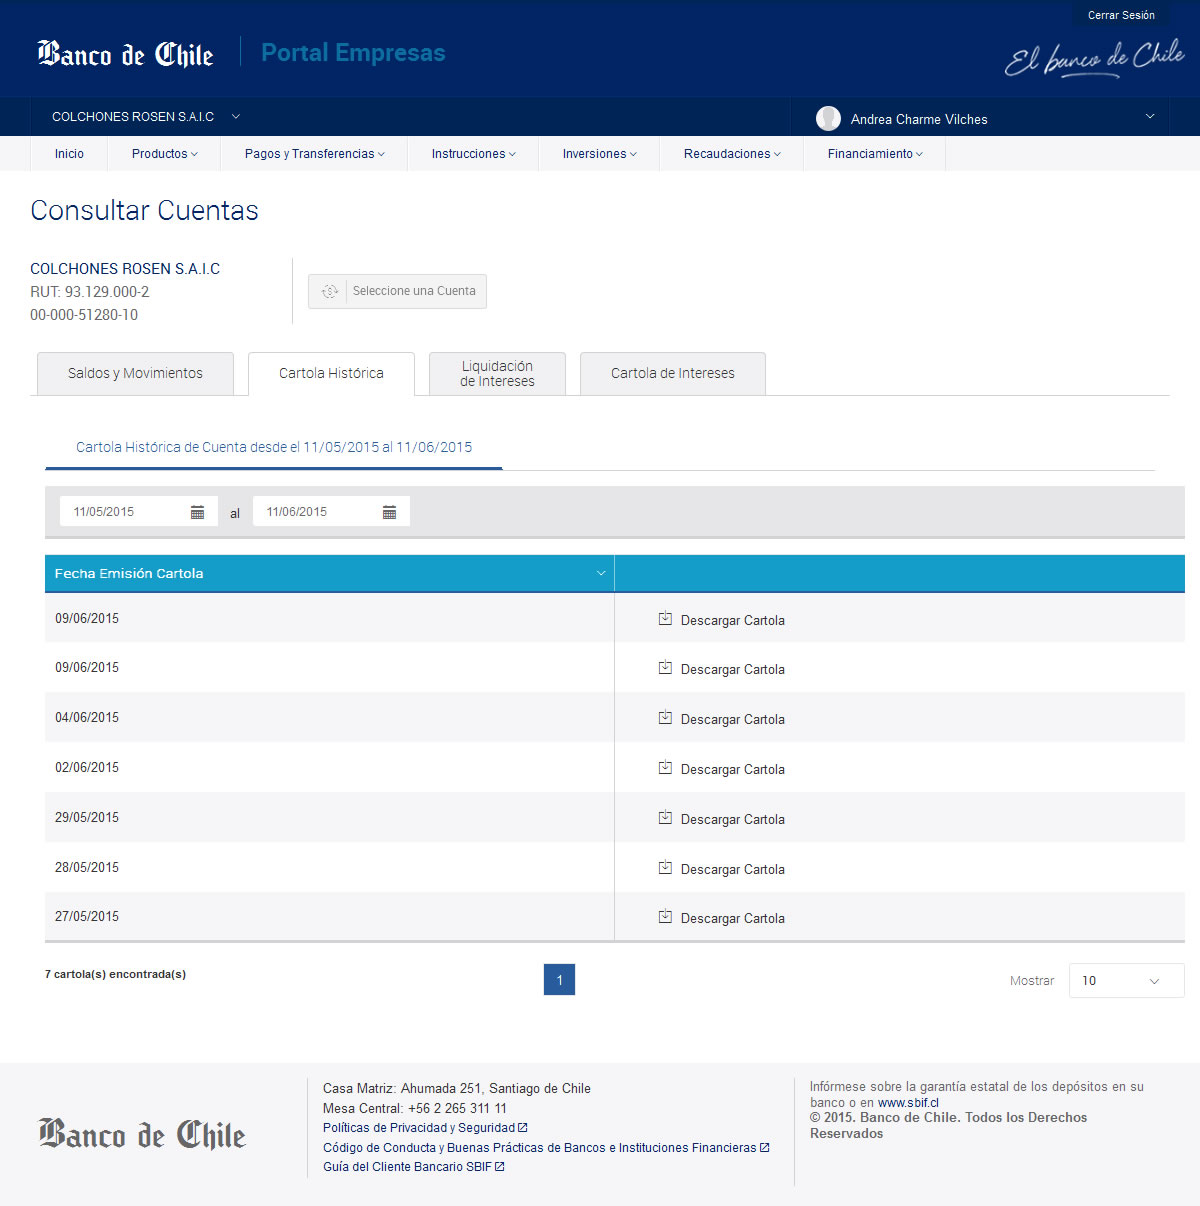 Cerrar Sesión
Banco de Chile
Portal Empresas
El banco de Chile
COLCHONES ROSEN S.A.I.C
Andrea Charme Vilches
Inicio
Productos
Pagos y Transferencias
Instrucciones
Inversiones
Recaudaciones
Financiamiento
Consultar Cuentas
COLCHONES ROSEN S.A.I.C
RUT: 93.129.000-2
00-000-51280-10
Seleccione una Cuenta
Saldos y Movimientos
Cartola Histórica
Liquidación
de Intereses
Cartola de Intereses
Cartola Histórica de Cuenta desde el 11/05/2015 al 11/06/2015
11/05/2015
al
11/06/2015
Fecha Emisión Cartola
09/06/2015
Descargar Cartola
09/06/2015
Descargar Cartola
04/06/2015
Descargar Cartola
02/06/2015
Descargar Cartola
29/05/2015
Descargar Cartola
28/05/2015
Descargar Cartola
27/05/2015
Descargar Cartola
7 cartola(s) encontrada(s)
1
Mostrar
10
Banco de Chile
Casa Matriz: Ahumada 251, Santiago de Chile
Mesa Central: +56 2 265 311 11
Políticas de Privacidad y Seguridad
Código de Conducta y Buenas Prácticas de Bancos e Instituciones Financieras
Guía del Cliente Bancario SBIF
Infórmese sobre la garantía estatal de los depósitos en su
banco o en www.sbif.cl
© 2015. Banco de Chile. Todos los Derechos
Reservados